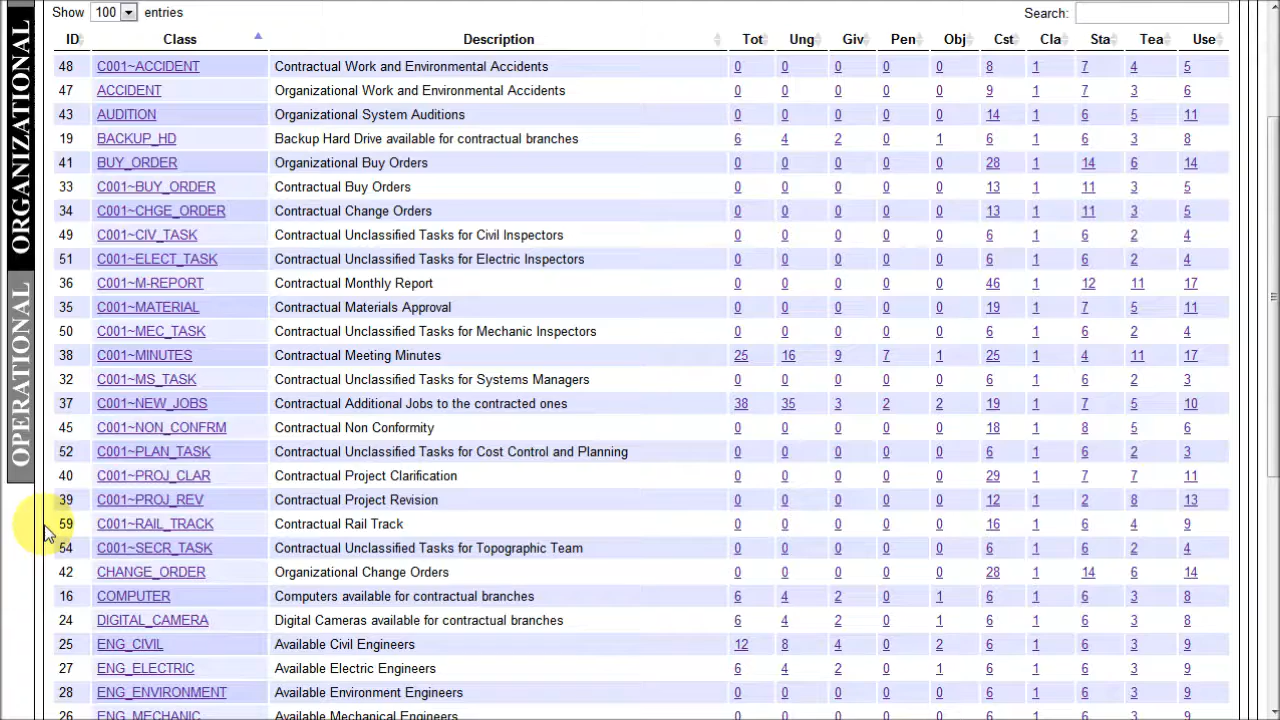 Show 100 entries Search:
ID Class Description Tot Ung Giv Pen Obj Cst Cla Sta Tea Use
48 C001~ACCIDENT Contractual Work and Environmental Accidents 0 0 0 0 0 8 1 7 4 5
47 ACCIDENT Organizational Work and Environmental Accidents 0 0 0 0 0 9 1 7 3 6
43 AUDITION Organizational System Auditions 0 0 0 0 0 14 1 6 5 11
19 BACKUP_HD Backup Hard Drive available for contractual branches 6 4 2 0 1 6 1 6 3 8
41 BUY_ORDER Organizational Buy Orders 0 0 0 0 0 28 1 14 6 14
33 C001~BUY_ORDER Contractual Buy Orders 0 0 0 0 0 13 1 11 3 5
34 C001~CHGE_ORDER Contractual Change Orders 0 0 0 0 0 13 1 11 3 5
49 C001~CIV_TASK Contractual Unclassified Tasks for Civil Inspectors 0 0 0 0 0 6 1 6 2 4
51 C001~ELECT_TASK Contractual Unclassified Tasks for Electric Inspectors 0 0 0 0 0 6 1 6 2 4
36 C001~M-REPORT Contractual Monthly Report 0 0 0 0 0 46 1 12 11 17
35 C001~MATERIAL Contractual Materials Approval 0 0 0 0 0 19 1 7 5 11
50 C001~MEC_TASK Contractual Unclassified Tasks for Mechanic Inspectors 0 0 0 0 0 6 1 6 2 4
38 C001~MINUTES Contractual Meeting Minutes 25 16 9 7 1 25 1 4 11 17
32 C001~MS_TASK Contractual Unclassified Tasks for Systems Managers 0 0 0 0 0 6 1 6 2 3
37 C001~NEW_JOBS Contractual Additional Jobs to the contracted ones 38 35 3 2 2 19 1 7 5 10
45 C001~NON_CONFRM Contractual Non Conformity 0 0 0 0 0 18 1 8 5 6
52 C001~PLAN_TASK Contractual Unclassified Tasks for Cost Control and Planning 0 0 0 0 0 6 1 6 2 3
40 C001~PROJ_CLAR Contractual Project Clarification 0 0 0 0 0 29 1 7 7 11
39 C001~PROJ_REV Contractual Project Revision 0 0 0 0 0 12 1 2 8 13
59 C001~RAIL_TRACK Contractual Rail Track 0 0 0 0 0 16 1 6 4 9
54 C001~SECR_TASK Contractual Unclassified Tasks for Topographic Team 0 0 0 0 0 6 1 6 2 4
42 CHANGE_ORDER Organizational Change Orders 0 0 0 0 0 28 1 14 6 14
16 COMPUTER Computers available for contractual branches 6 4 2 0 1 6 1 6 3 8
24 DIGITAL_CAMERA Digital Cameras available for contractual branches 6 4 2 0 1 6 1 6 3 8
25 ENG_CIVIL Available Civil Engineers 12 8 4 0 2 6 1 6 3 9
27 ENG_ELECTRIC Available Electric Engineers 6 4 2 0 1 6 1 6 3 9
28 ENG_ENVIRONMENT Available Environment Engineers 0 0 0 0 0 6 1 6 3 9
26 ENG_MECHANIC Available Mechanical Engineers 0 0 0 0 0 6 1 6 3 9
ORGANIZATIONAL
OPERATIONAL